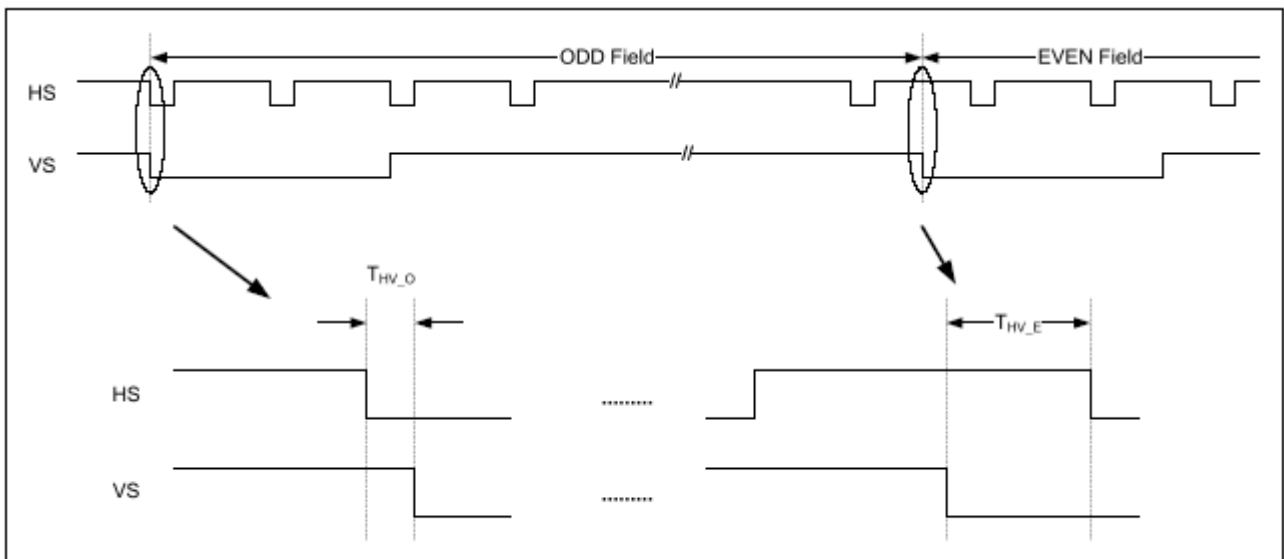 ODD Field
EVEN Field
HS
//
VS
//
T_HV_O
T_HV_E
HS
.........
VS
.........